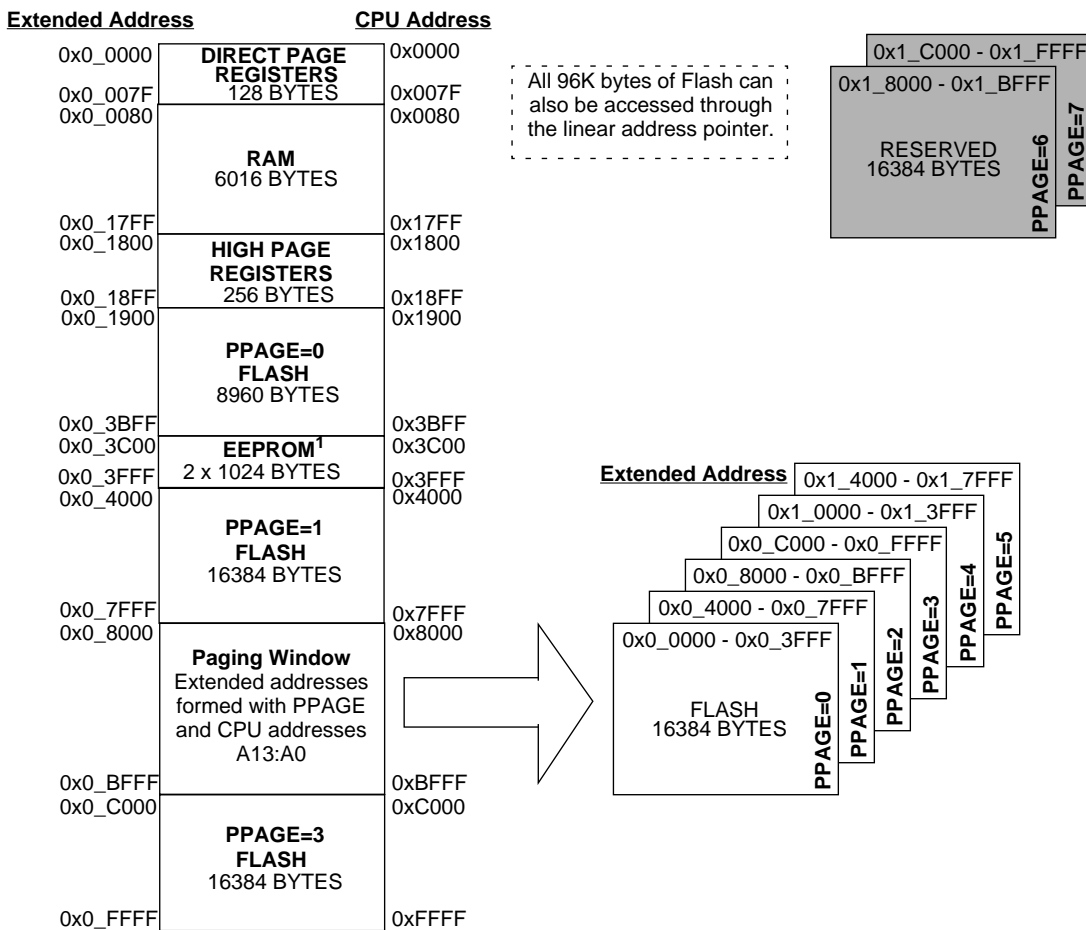 Extended Address
CPU Address
0x0_0000
DIRECT PAGE
REGISTERS
128 BYTES
0x0000
0x0_007F
0x007F
0x0_0080
0x0080
RAM
6016 BYTES
0x0_17FF
0x17FF
0x0_1800
0x1800
HIGH PAGE
REGISTERS
256 BYTES
0x0_18FF
0x18FF
0x0_1900
0x1900
PPAGE=0
FLASH
8960 BYTES
0x0_3BFF
0x3BFF
0x0_3C00
0x3C00
EEPROM1
2 x 1024 BYTES
0x0_3FFF
0x3FFF
0x0_4000
0x4000
PPAGE=1
FLASH
16384 BYTES
0x0_7FFF
0x7FFF
0x0_8000
0x8000
Paging Window
Extended addresses
formed with PPAGE
and CPU addresses
A13:A0
0x0_BFFF
0xBFFF
0x0_C000
0xC000
PPAGE=3
FLASH
16384 BYTES
0x0_FFFF
0xFFFF
All 96K bytes of Flash can
also be accessed through
the linear address pointer.
0x1_C000 - 0x1_FFFF
PPAGE=7
0x1_8000 - 0x1_BFFF
RESERVED
16384 BYTES
PPAGE=6
Extended Address
0x1_4000 - 0x1_7FFF
PPAGE=5
0x1_0000 - 0x1_3FFF
PPAGE=4
0x0_C000 - 0x0_FFFF
PPAGE=3
0x0_8000 - 0x0_BFFF
PPAGE=2
0x0_4000 - 0x0_7FFF
PPAGE=1
0x0_0000 - 0x0_3FFF
FLASH
16384 BYTES
PPAGE=0